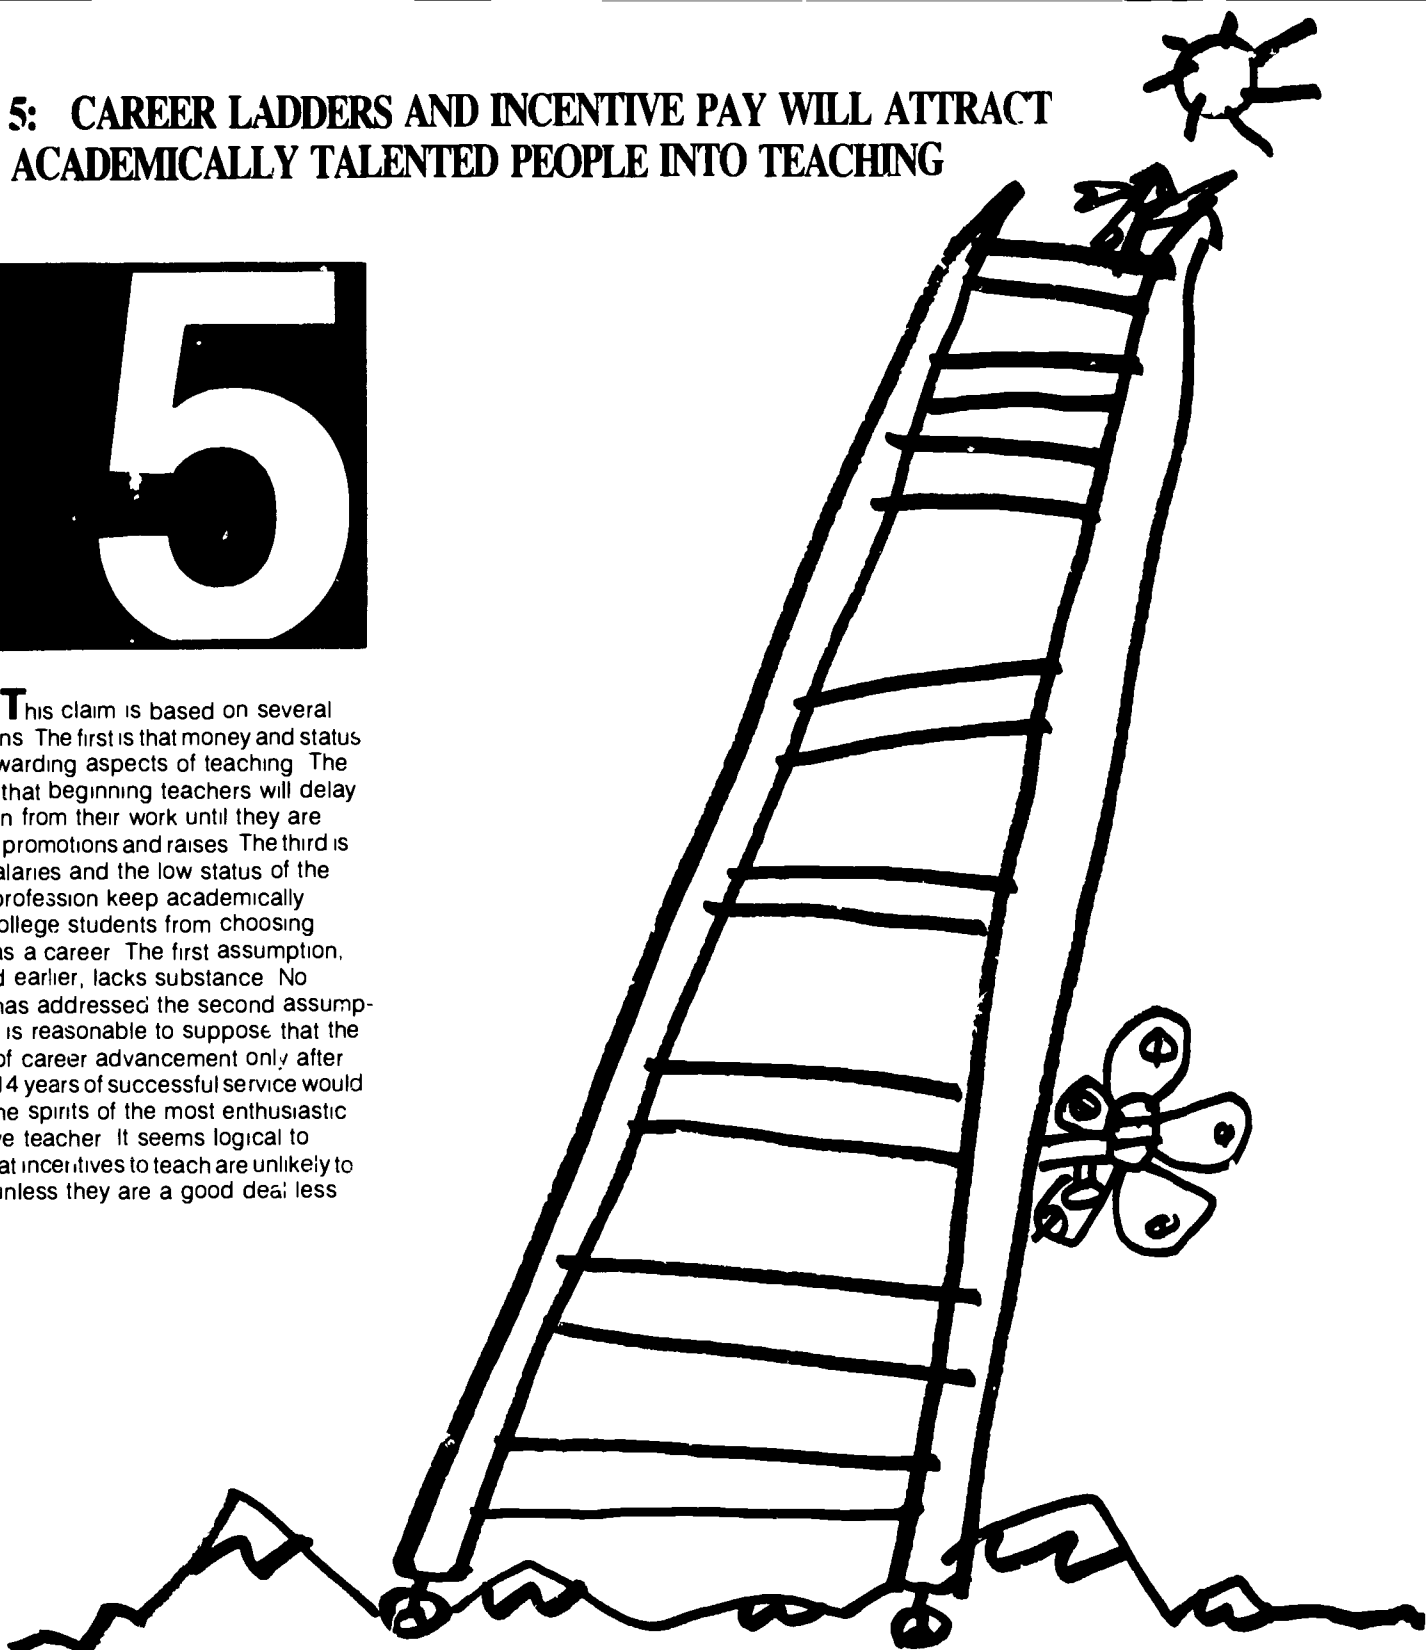 5: CAREER LADDERS AND INCENTIVE PAY WILL ATTRACT
ACADEMICALLY TALENTED PEOPLE INTO TEACHING
5
This claim is based on several
ns The first is that money and status
warding aspects of teaching The
that beginning teachers will delay
n from their work until they are
promotions and raises The third is
alaries and the low status of the
profession keep academically
ollege students from choosing
as a career The first assumption,
d earlier, lacks substance No
has addressed the second assump-
is reasonable to suppose that the
of career advancement only after
14 years of successful service would
he spirits of the most enthusiastic
ve teacher It seems logical to
at incentives to teach are unlikely to
unless they are a good deal less